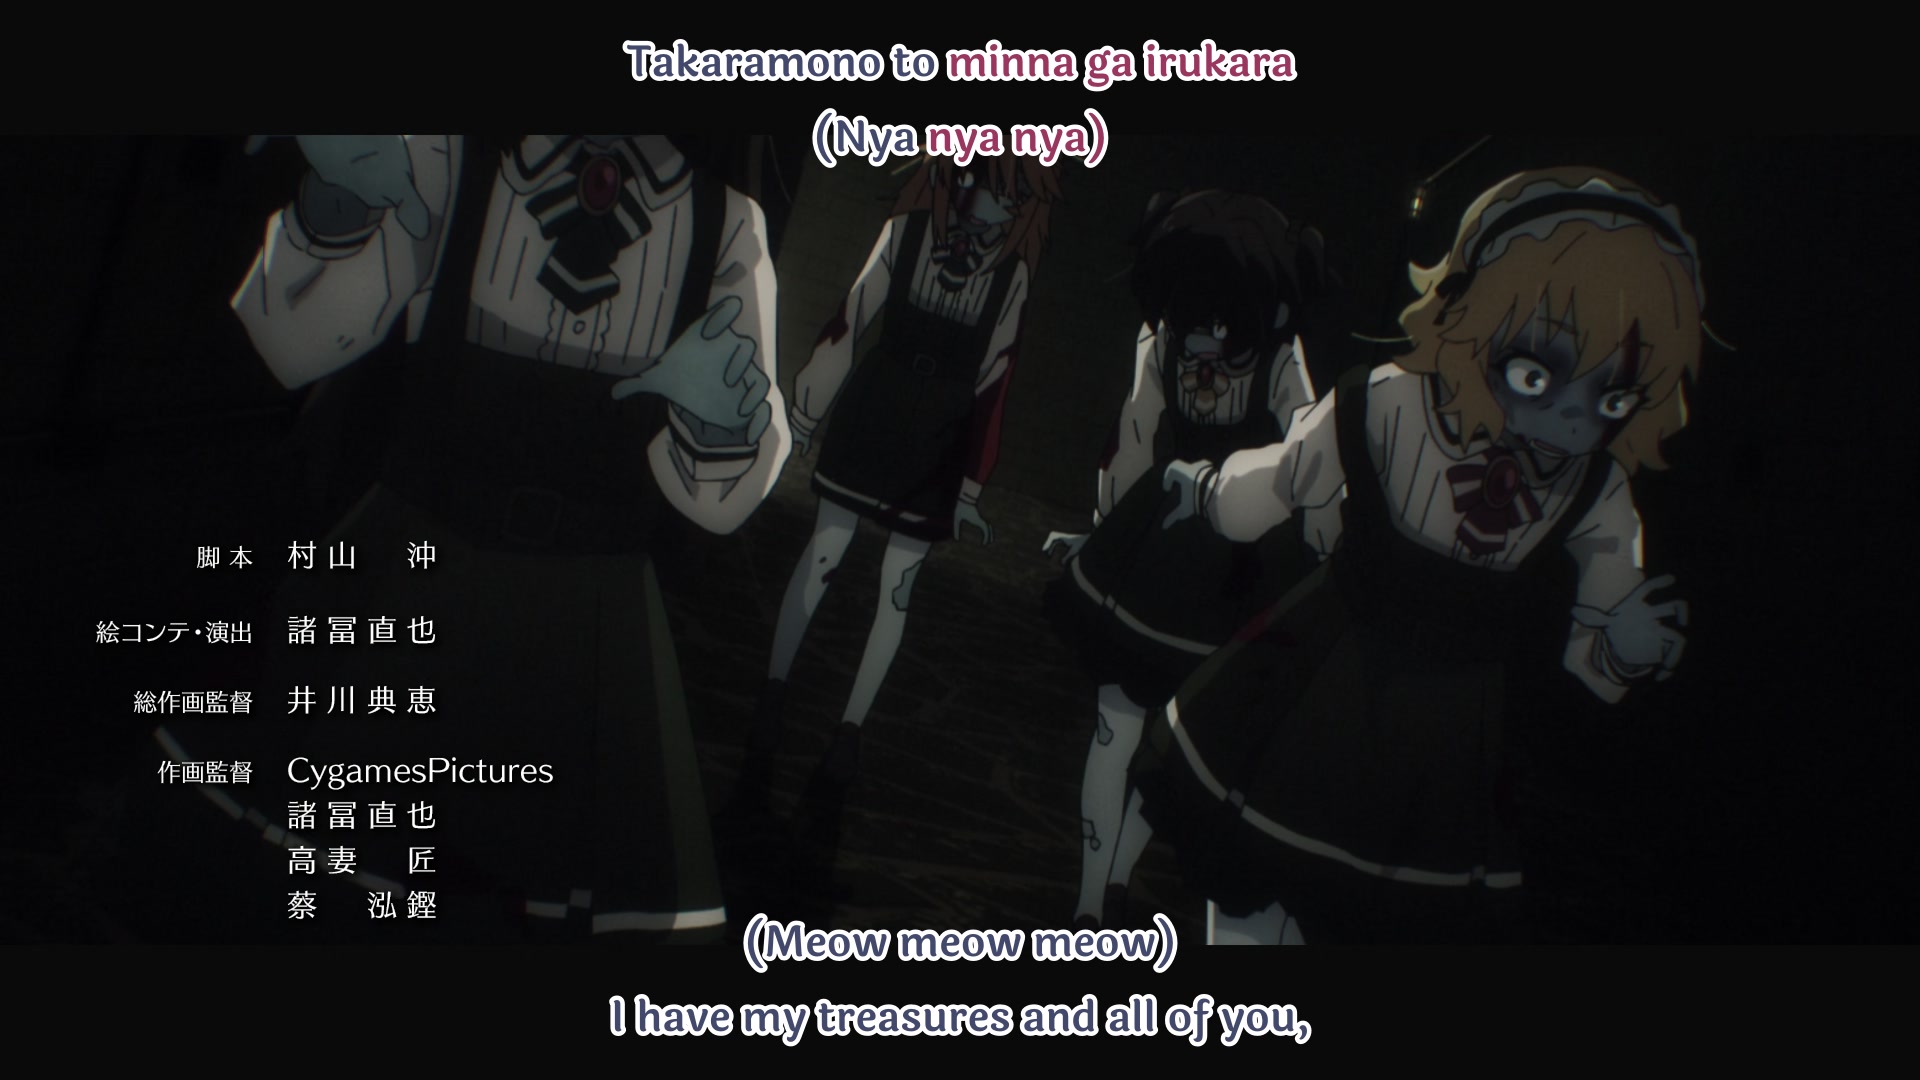 Takaramono to minna ga irukara
(Nya nya nya)
脚本 村山 沖
絵コンテ・演出 諸冨直也
総作画監督 井川典恵
作画監督 CygamesPictures
諸冨直也
高妻 匠
蔡 泓鏗
(Meow meow meow)
I have my treasures and all of you,